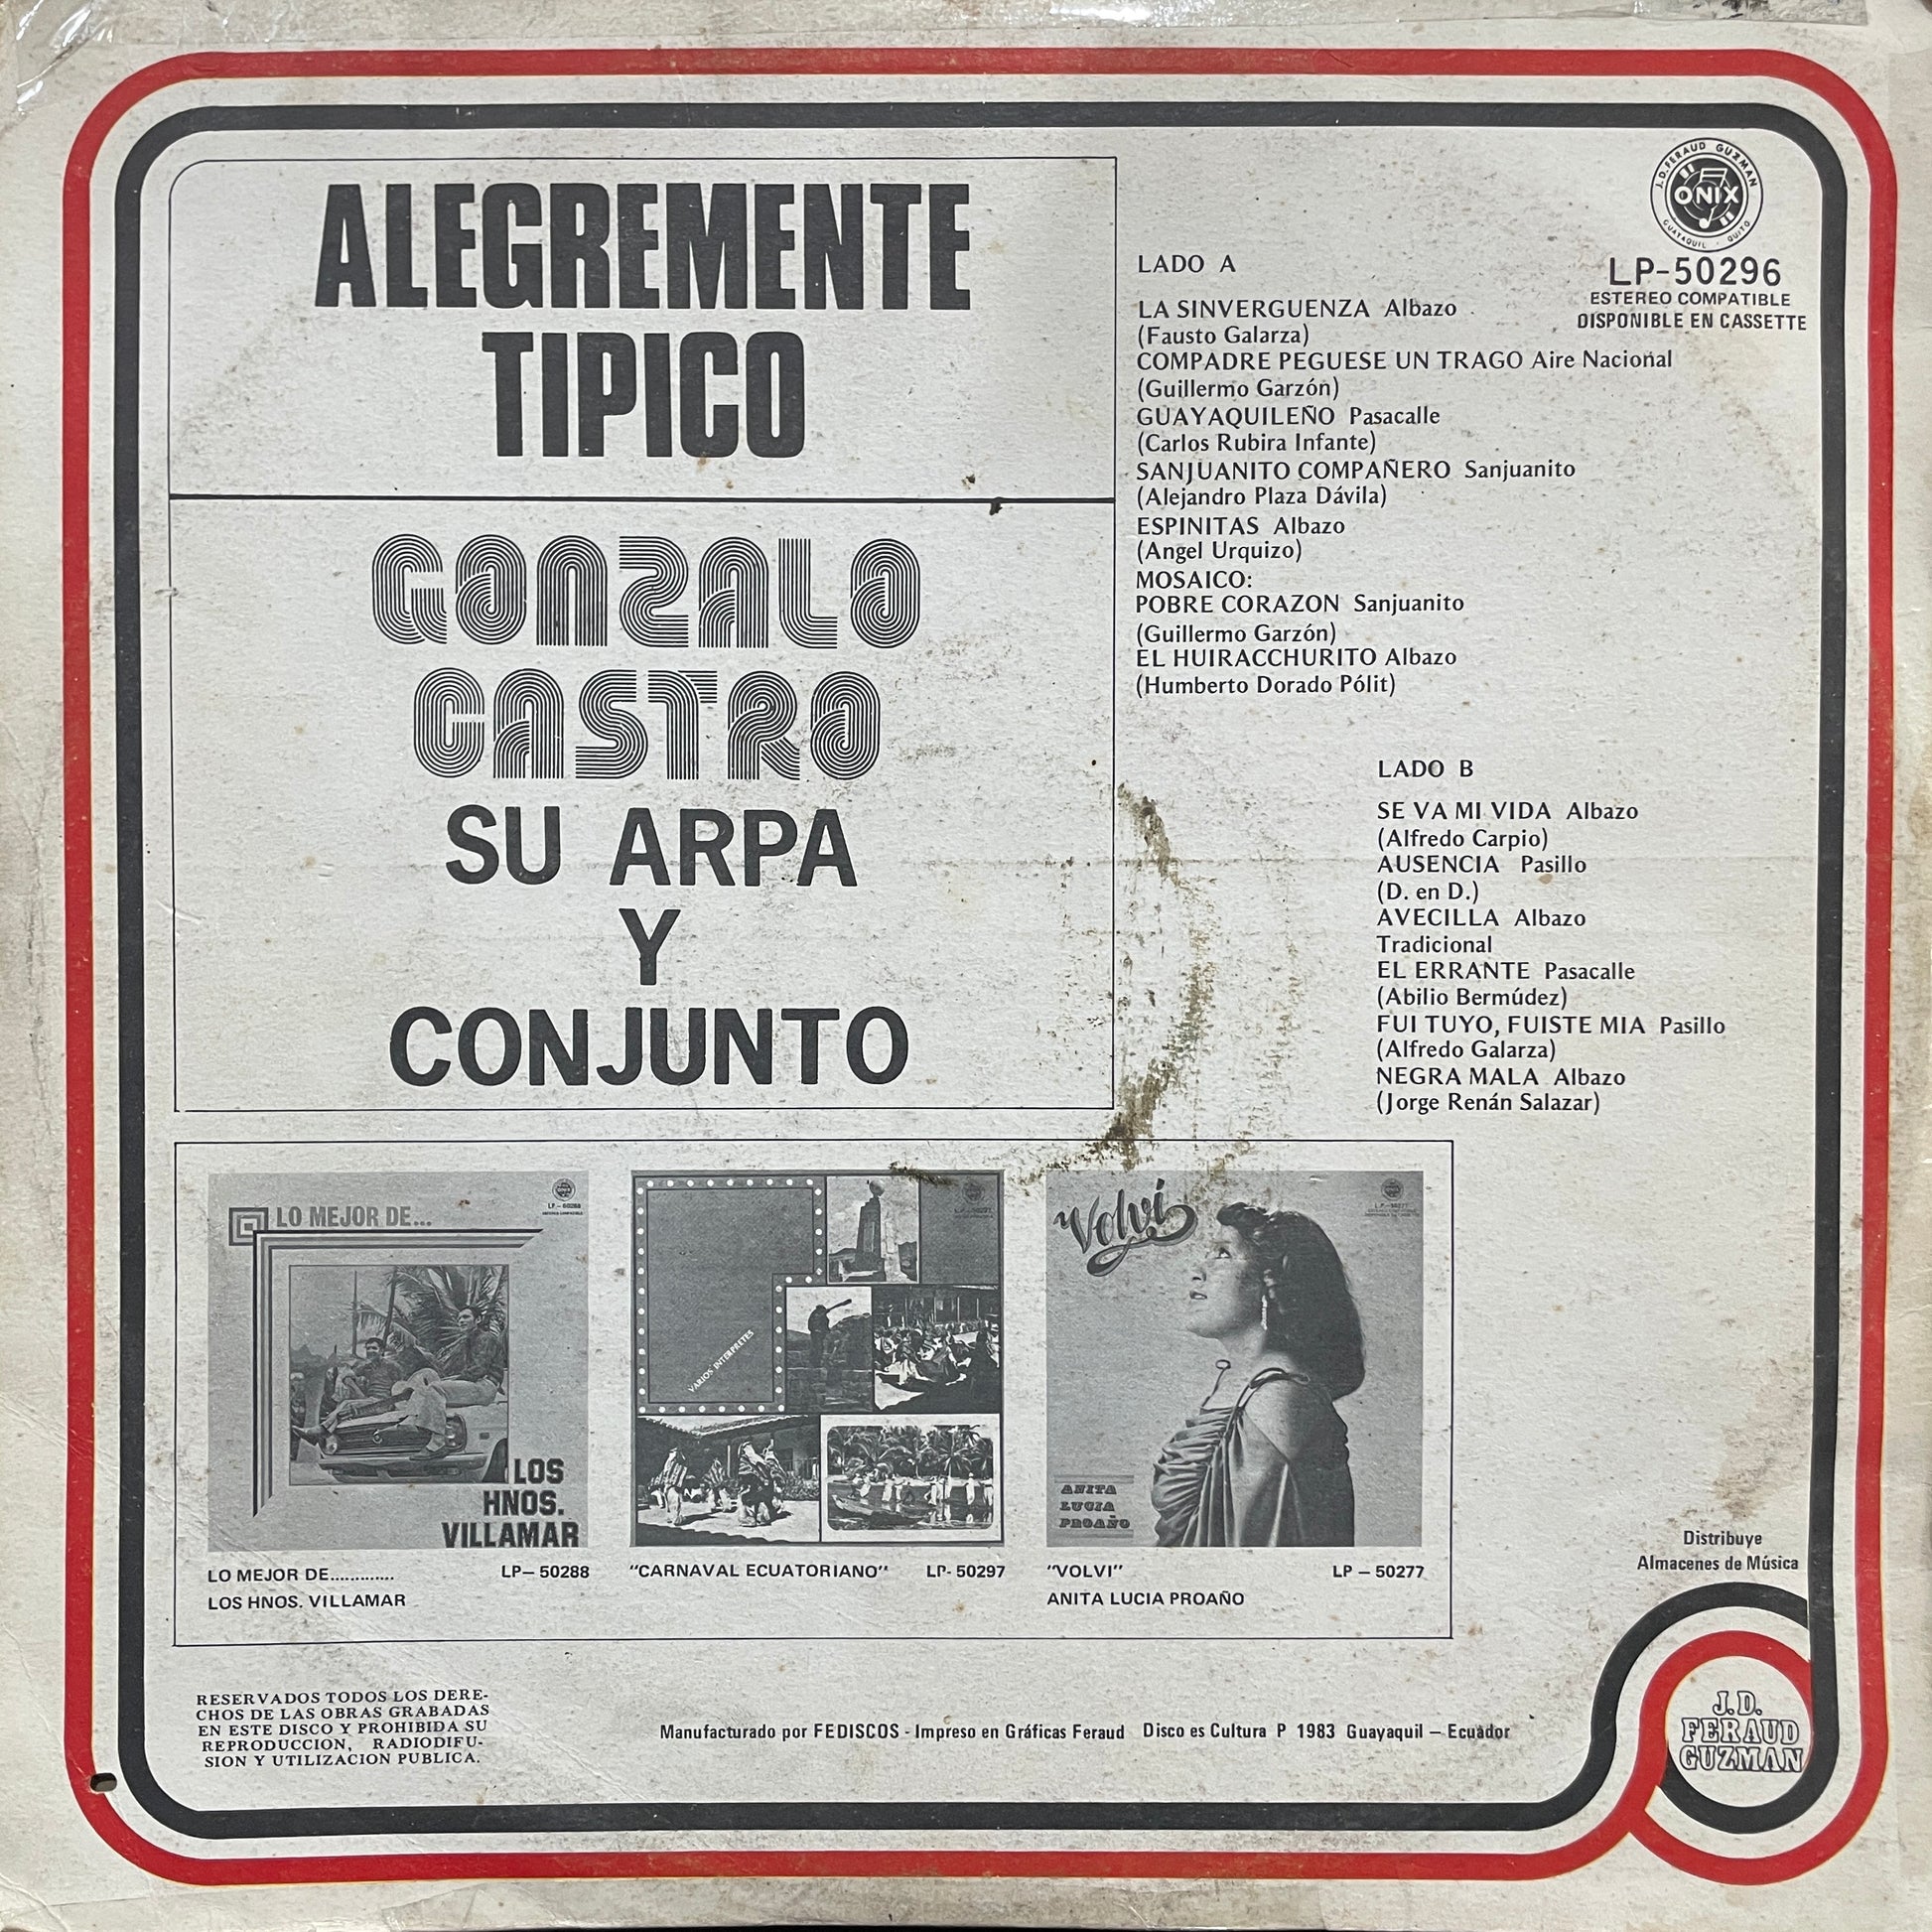 ALEGREMENTE
TIPICO
GONZALO
CASTRO
SU ARPA
Y
CONJUNTO
J.D. FERAUD GUZMAN
ONIX
GUAYAQUIL - QUITO
LP-50296
ESTEREO COMPATIBLE
DISPONIBLE EN CASSETTE
LADO A
LA SINVERGUENZA Albazo
(Fausto Galarza)
COMPADRE PEGUESE UN TRAGO Aire Nacional
(Guillermo Garzón)
GUAYAQUILEÑO Pasacalle
(Carlos Rubira Infante)
SANJUANITO COMPAÑERO Sanjuanito
(Alejandro Plaza Dávila)
ESPINITAS Albazo
(Angel Urquizo)
MOSAICO:
POBRE CORAZON Sanjuanito
(Guillermo Garzón)
EL HUIRACCHURITO Albazo
(Humberto Dorado Pólit)
LADO B
SE VA MI VIDA Albazo
(Alfredo Carpio)
AUSENCIA Pasillo
(D. en D.)
AVECILLA Albazo
Tradicional
EL ERRANTE Pasacalle
(Abilio Bermúdez)
FUI TUYO, FUISTE MIA Pasillo
(Alfredo Galarza)
NEGRA MALA Albazo
(Jorge Renán Salazar)
LO MEJOR DE...
LP-50288
LOS
HNOS.
VILLAMAR
VARIOS INTERPRETES
Volví
LP-50277
ANITA
LUCIA
PROAÑO
LO MEJOR DE............. LP— 50288
LOS HNOS. VILLAMAR
"CARNAVAL ECUATORIANO" LP- 50297
"VOLVI" LP — 50277
ANITA LUCIA PROAÑO
Distribuye
Almacenes de Música
J.D.
FERAUD
GUZMAN
RESERVADOS TODOS LOS DERE-
CHOS DE LAS OBRAS GRABADAS
EN ESTE DISCO Y PROHIBIDA SU
REPRODUCCION, RADIODIFU-
SION Y UTILIZACION PUBLICA.
Manufacturado por FEDISCOS - Impreso en Gráficas Feraud Disco es Cultura P 1983 Guayaquil — Ecuador